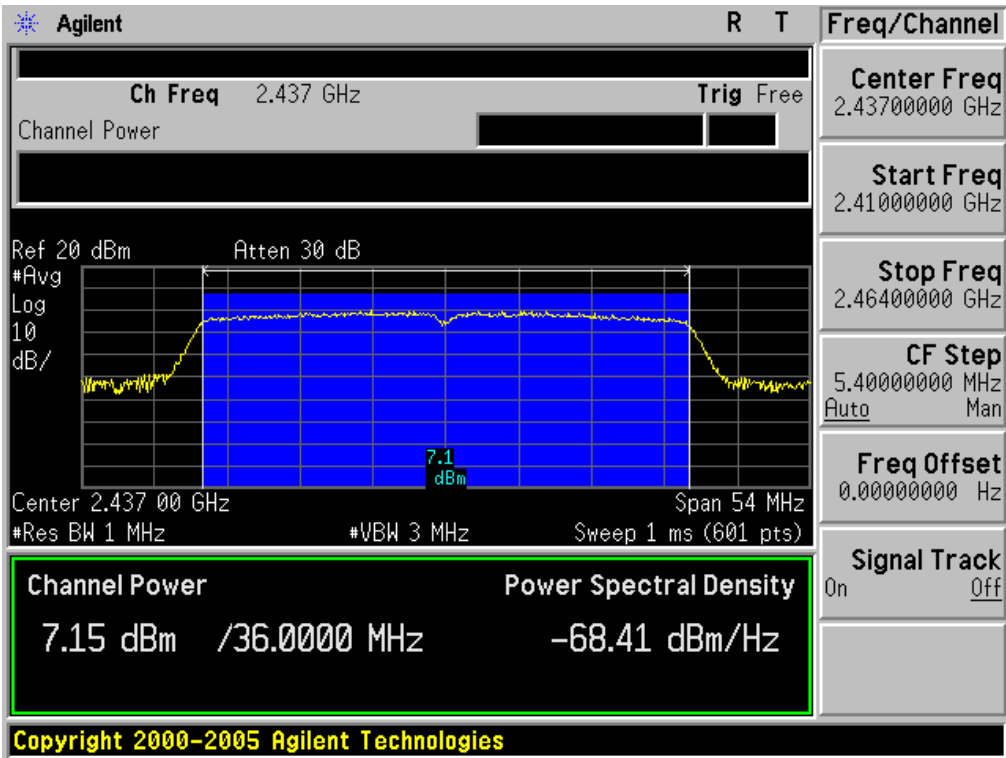 Agilent R T
Ch Freq 2.437 GHz Trig Free
Channel Power
Ref 20 dBm Atten 30 dB
#Avg
Log
10
dB/
7.1
dBm
Center 2.437 00 GHz Span 54 MHz
#Res BW 1 MHz #VBW 3 MHz Sweep 1 ms (601 pts)
Channel Power Power Spectral Density
7.15 dBm /36.0000 MHz -68.41 dBm/Hz
Copyright 2000-2005 Agilent Technologies
Freq/Channel
Center Freq
2.43700000 GHz
Start Freq
2.41000000 GHz
Stop Freq
2.46400000 GHz
CF Step
5.40000000 MHz
Auto Man
Freq Offset
0.00000000 Hz
Signal Track
On Off